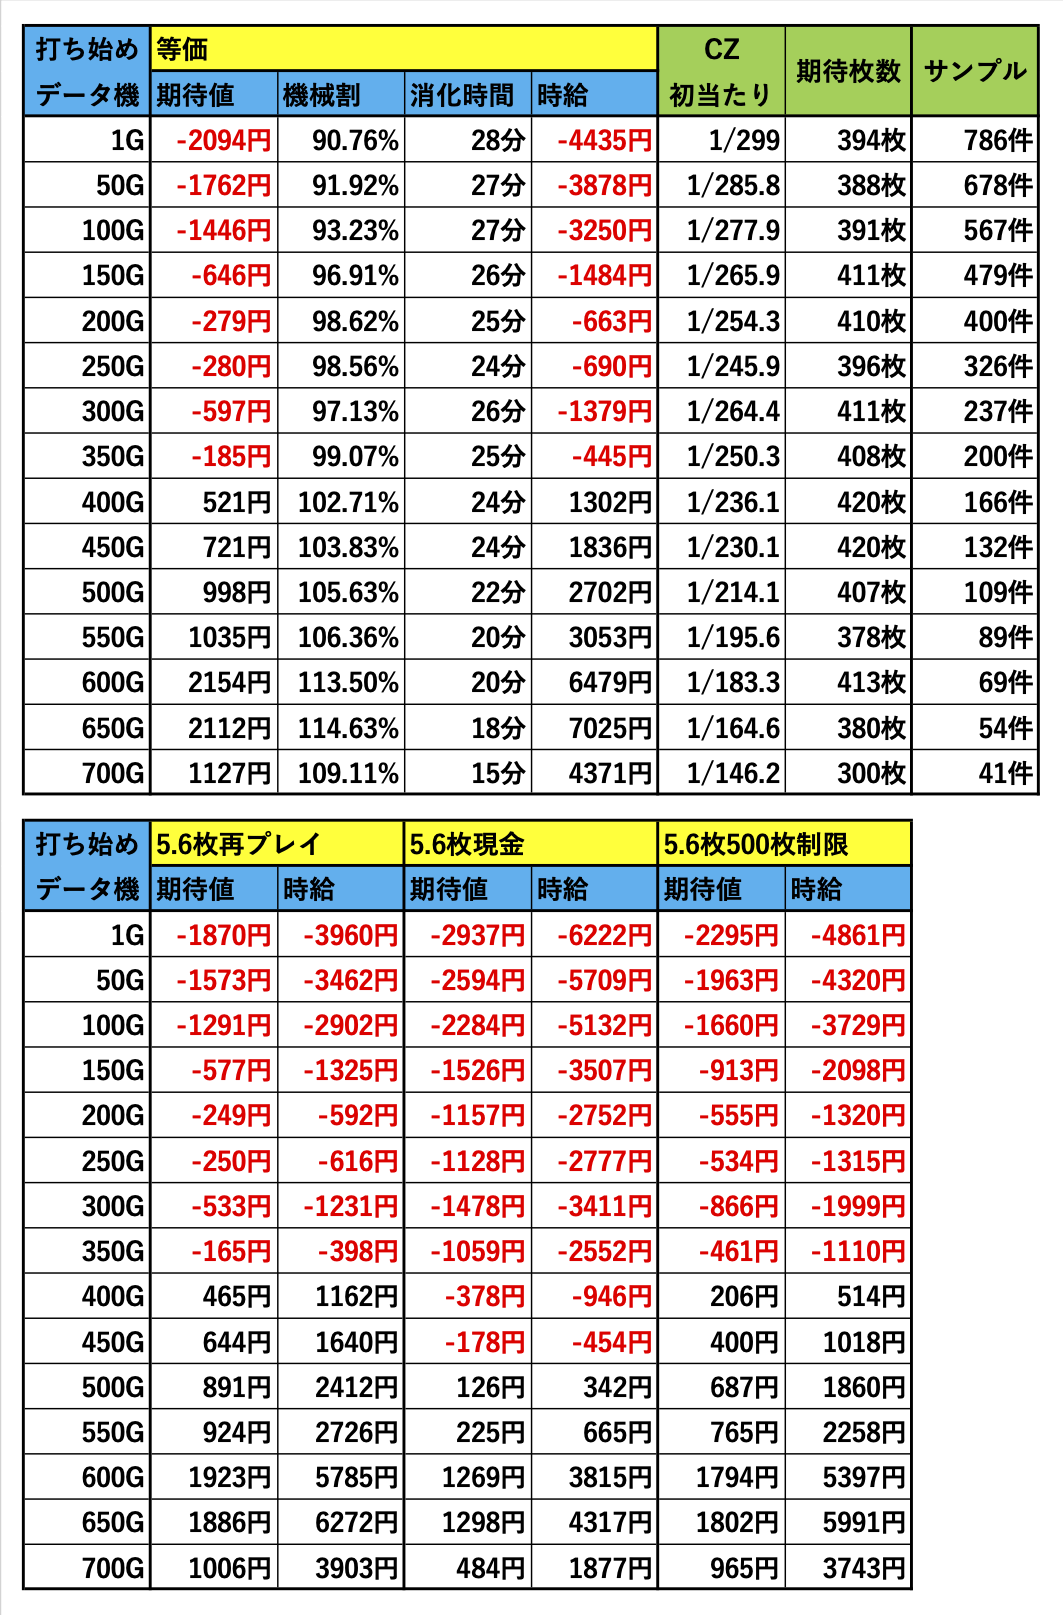 打ち始め 等価 CZ 期待枚数 サンプル
データ機 期待値 機械割 消化時間 時給 初当たり
1G -2094円 90.76% 28分 -4435円 1/299 394枚 786件
50G -1762円 91.92% 27分 -3878円 1/285.8 388枚 678件
100G -1446円 93.23% 27分 -3250円 1/277.9 391枚 567件
150G -646円 96.91% 26分 -1484円 1/265.9 411枚 479件
200G -279円 98.62% 25分 -663円 1/254.3 410枚 400件
250G -280円 98.56% 24分 -690円 1/245.9 396枚 326件
300G -597円 97.13% 26分 -1379円 1/264.4 411枚 237件
350G -185円 99.07% 25分 -445円 1/250.3 408枚 200件
400G 521円 102.71% 24分 1302円 1/236.1 420枚 166件
450G 721円 103.83% 24分 1836円 1/230.1 420枚 132件
500G 998円 105.63% 22分 2702円 1/214.1 407枚 109件
550G 1035円 106.36% 20分 3053円 1/195.6 378枚 89件
600G 2154円 113.50% 20分 6479円 1/183.3 413枚 69件
650G 2112円 114.63% 18分 7025円 1/164.6 380枚 54件
700G 1127円 109.11% 15分 4371円 1/146.2 300枚 41件
打ち始め 5.6枚再プレイ 5.6枚現金 5.6枚500枚制限
データ機 期待値 時給 期待値 時給 期待値 時給
1G -1870円 -3960円 -2937円 -6222円 -2295円 -4861円
50G -1573円 -3462円 -2594円 -5709円 -1963円 -4320円
100G -1291円 -2902円 -2284円 -5132円 -1660円 -3729円
150G -577円 -1325円 -1526円 -3507円 -913円 -2098円
200G -249円 -592円 -1157円 -2752円 -555円 -1320円
250G -250円 -616円 -1128円 -2777円 -534円 -1315円
300G -533円 -1231円 -1478円 -3411円 -866円 -1999円
350G -165円 -398円 -1059円 -2552円 -461円 -1110円
400G 465円 1162円 -378円 -946円 206円 514円
450G 644円 1640円 -178円 -454円 400円 1018円
500G 891円 2412円 126円 342円 687円 1860円
550G 924円 2726円 225円 665円 765円 2258円
600G 1923円 5785円 1269円 3815円 1794円 5397円
650G 1886円 6272円 1298円 4317円 1802円 5991円
700G 1006円 3903円 484円 1877円 965円 3743円